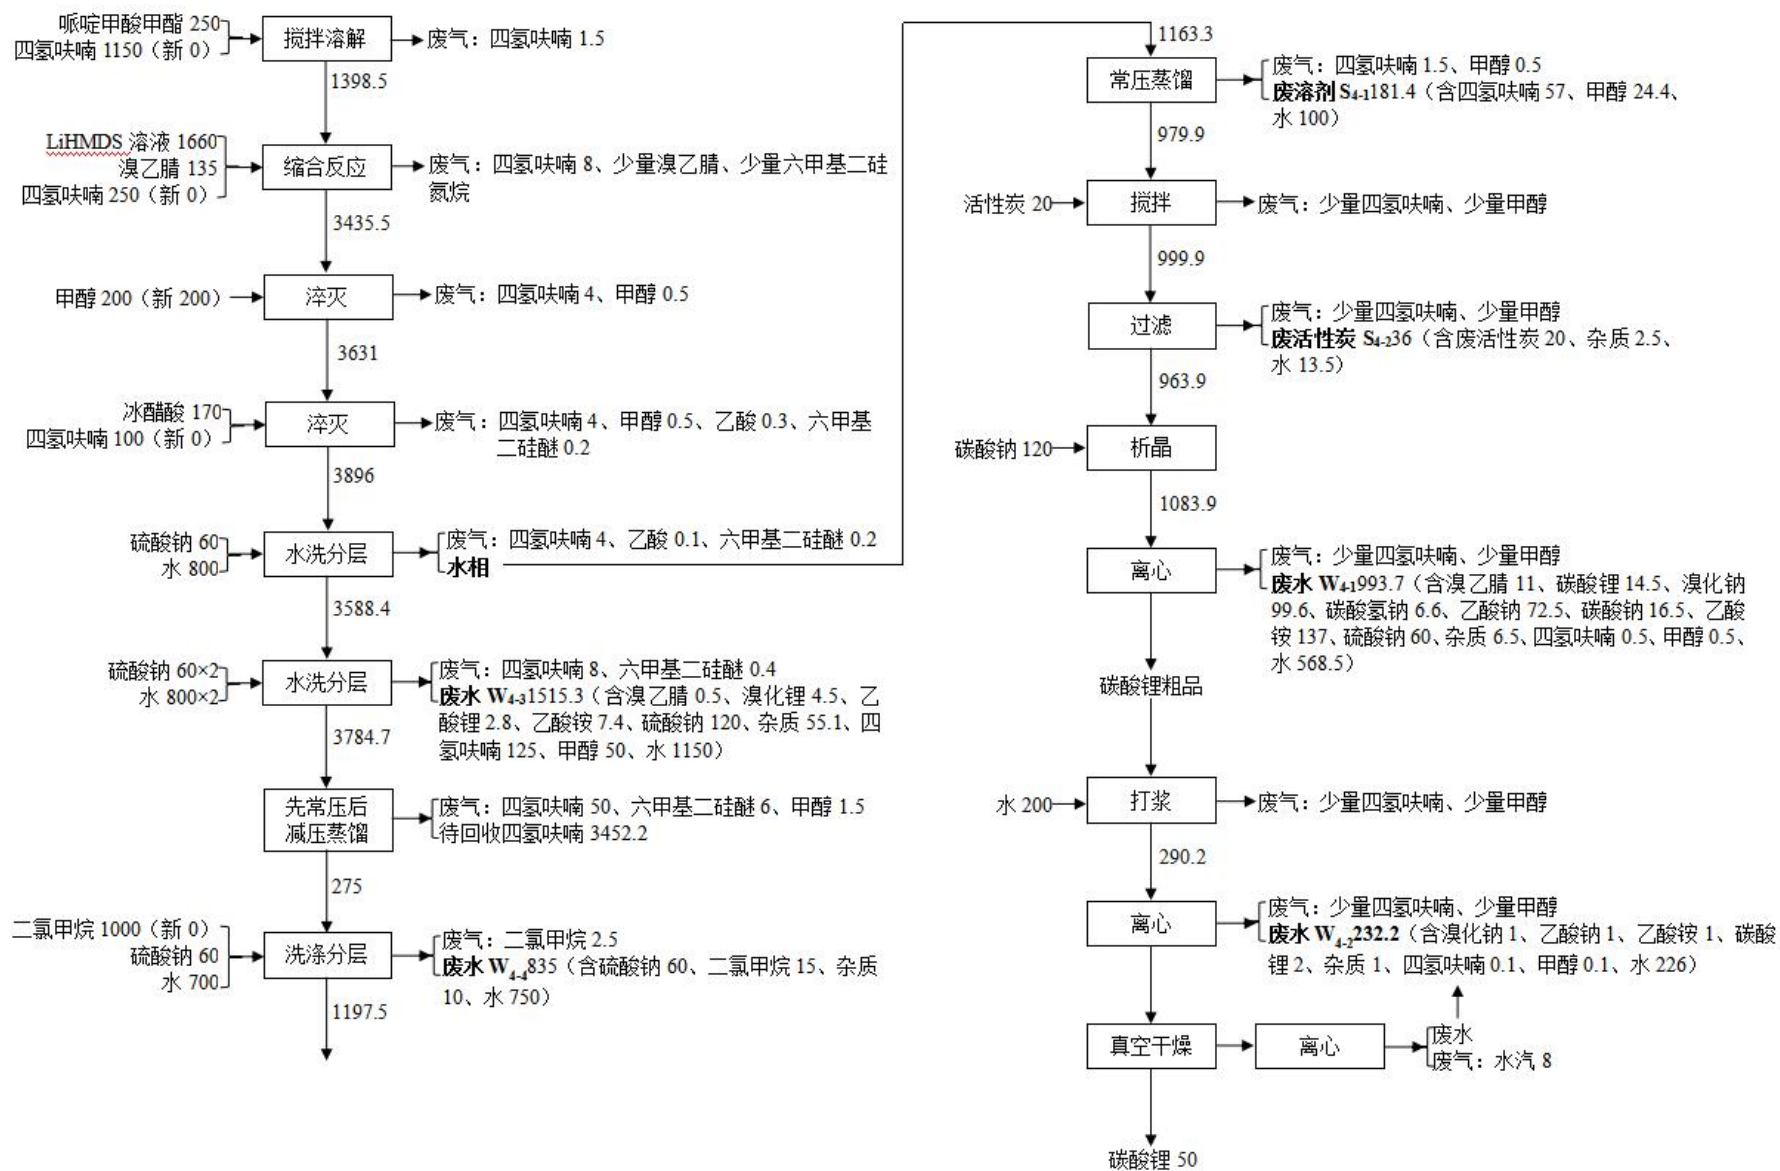 哌啶甲酸甲酯 250
四氢呋喃 1150（新 0）
搅拌溶解
废气：四氢呋喃 1.5
1398.5
LiHMDS 溶液 1660
溴乙腈 135
四氢呋喃 250（新 0）
缩合反应
废气：四氢呋喃 8、少量溴乙腈、少量六甲基二硅
氮烷
3435.5
甲醇 200（新 200）
淬灭
废气：四氢呋喃 4、甲醇 0.5
3631
冰醋酸 170
四氢呋喃 100（新 0）
淬灭
废气：四氢呋喃 4、甲醇 0.5、乙酸 0.3、六甲基
二硅醚 0.2
3896
硫酸钠 60
水 800
水洗分层
废气：四氢呋喃 4、乙酸 0.1、六甲基二硅醚 0.2
水相
3588.4
硫酸钠 60×2
水 800×2
水洗分层
废气：四氢呋喃 8、六甲基二硅醚 0.4
废水 W4-31515.3（含溴乙腈 0.5、溴化锂 4.5、乙
酸锂 2.8、乙酸铵 7.4、硫酸钠 120、杂质 55.1、四
氢呋喃 125、甲醇 50、水 1150）
3784.7
先常压后
减压蒸馏
废气：四氢呋喃 50、六甲基二硅醚 6、甲醇 1.5
待回收四氢呋喃 3452.2
275
二氯甲烷 1000（新 0）
硫酸钠 60
水 700
洗涤分层
废气：二氯甲烷 2.5
废水 W4-4835（含硫酸钠 60、二氯甲烷 15、杂质
10、水 750）
1197.5
1163.3
常压蒸馏
废气：四氢呋喃 1.5、甲醇 0.5
废溶剂 S4-1181.4（含四氢呋喃 57、甲醇 24.4、
水 100）
979.9
活性炭 20
搅拌
废气：少量四氢呋喃、少量甲醇
999.9
过滤
废气：少量四氢呋喃、少量甲醇
废活性炭 S4-236（含废活性炭 20、杂质 2.5、
水 13.5）
963.9
碳酸钠 120
析晶
1083.9
离心
废气：少量四氢呋喃、少量甲醇
废水 W4-1993.7（含溴乙腈 11、碳酸锂 14.5、溴化钠
99.6、碳酸氢钠 6.6、乙酸钠 72.5、碳酸钠 16.5、乙酸
铵 137、硫酸钠 60、杂质 6.5、四氢呋喃 0.5、甲醇 0.5、
水 568.5）
碳酸锂粗品
水 200
打浆
废气：少量四氢呋喃、少量甲醇
290.2
离心
废气：少量四氢呋喃、少量甲醇
废水 W4-2232.2（含溴化钠 1、乙酸钠 1、乙酸铵 1、碳酸
锂 2、杂质 1、四氢呋喃 0.1、甲醇 0.1、水 226）
真空干燥
离心
废水
废气：水汽 8
碳酸锂 50